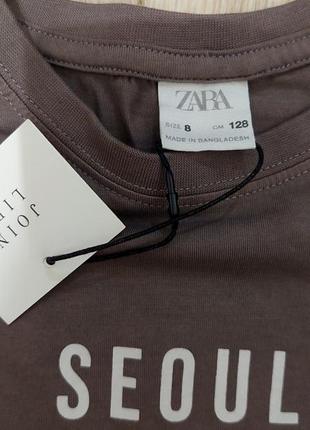 ZARA
SIZE 8 CM 128
MADE IN BANGLADESH
JOIN
SEOUL